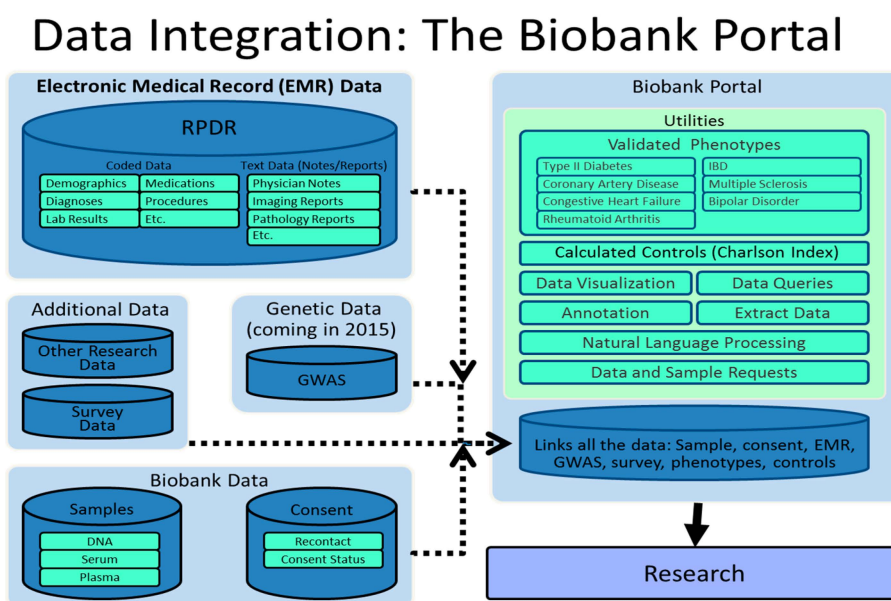 Data Integration: The Biobank Portal
Electronic Medical Record (EMR) Data
RPDR
Coded Data
Demographics
Medications
Diagnoses
Procedures
Lab Results
Etc.
Text Data (Notes/Reports)
Physician Notes
Imaging Reports
Pathology Reports
Etc.
Additional Data
Other Research
Data
Survey
Data
Genetic Data
(coming in 2015)
GWAS
Biobank Data
Samples
DNA
Serum
Plasma
Consent
Recontact
Consent Status
Biobank Portal
Utilities
Validated Phenotypes
Type II Diabetes
IBD
Coronary Artery Disease
Multiple Sclerosis
Congestive Heart Failure
Bipolar Disorder
Rheumatoid Arthritis
Calculated Controls (Charlson Index)
Data Visualization
Data Queries
Annotation
Extract Data
Natural Language Processing
Data and Sample Requests
Links all the data: Sample, consent, EMR,
GWAS, survey, phenotypes, controls
Research